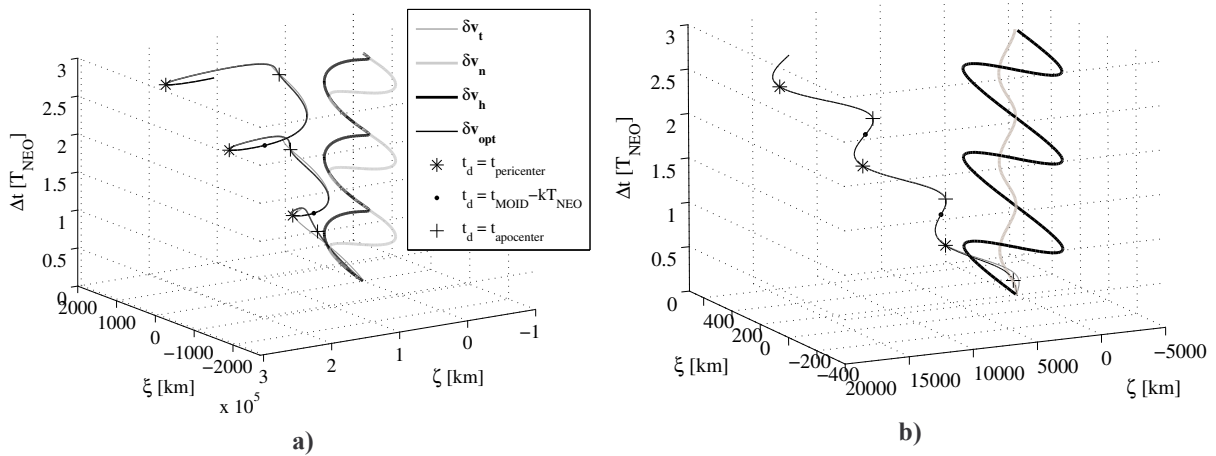 δv_t
δv_n
δv_h
δv_opt
t_d = t_pericenter
t_d = t_MOID−kT_NEO
t_d = t_apocenter
Δt [T_NEO]
3
2.5
2
1.5
1
0.5
0
2000
1000
0
−1000
−2000
ξ [km]
3
2
1
0
−1
x 10^5
ζ [km]
a)
Δt [T_NEO]
3
2.5
2
1.5
1
0.5
0
400
200
0
−200
−400
ξ [km]
20000
15000
10000
5000
0
−5000
ζ [km]
b)